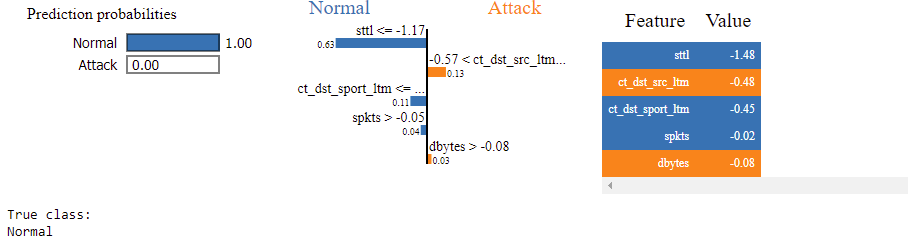 Prediction probabilities
Normal 1.00
Attack 0.00
Normal Attack
sttl <= -1.17
0.63
-0.57 < ct_dst_src_ltm...
0.13
ct_dst_sport_ltm <= ...
0.11
spkts > -0.05
0.04
dbytes > -0.08
0.03
Feature Value
sttl -1.48
ct_dst_src_ltm -0.48
ct_dst_sport_ltm -0.45
spkts -0.02
dbytes -0.08
True class:
Normal